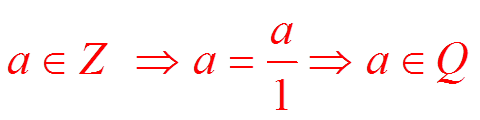 a ∈ Z ⇒ a = a/1 ⇒ a ∈ Q